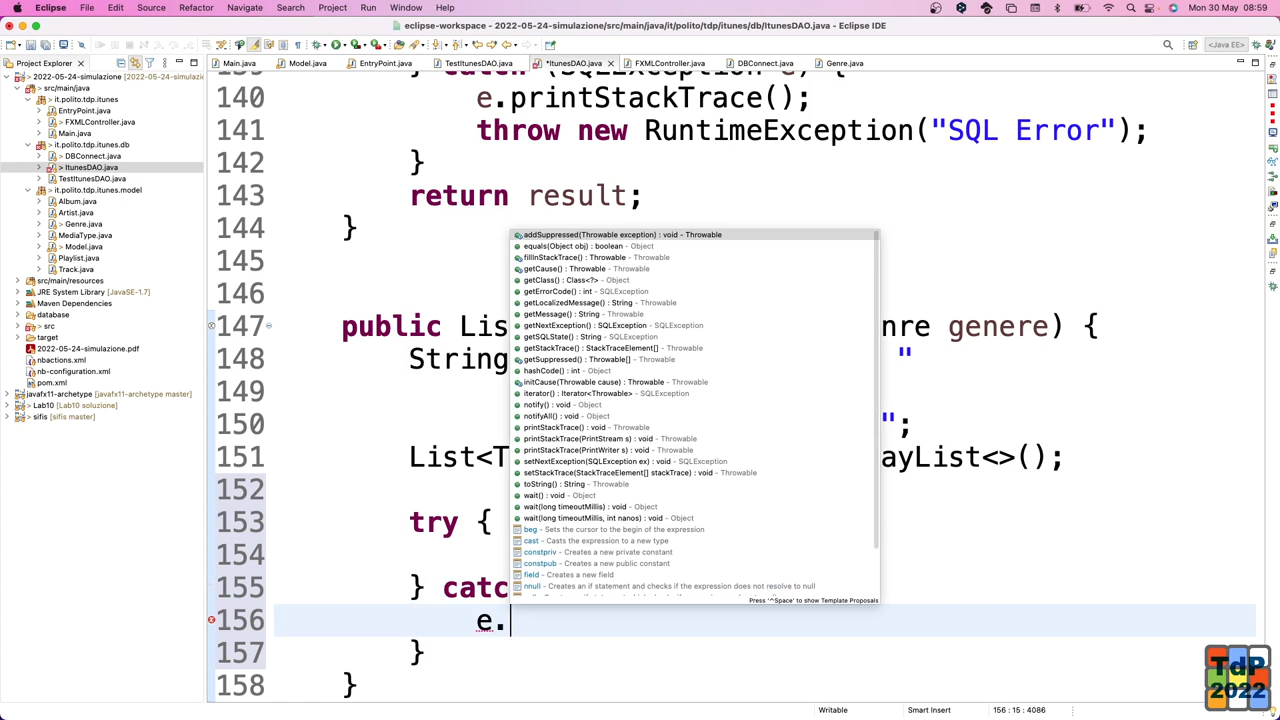 Eclipse File Edit Source Refactor Navigate Search Project Run Window Help Mon 30 May 08:59
eclipse-workspace - 2022-05-24-simulazione/src/main/java/it/polito/tdp/itunes/db/ItunesDAO.java - Eclipse IDE
<Java EE>
Project Explorer
Main.java Model.java EntryPoint.java TestItunesDAO.java *ItunesDAO.java FXMLController.java DBConnect.java Genre.java
> 2022-05-24-simulazione [
src/main/java
it.polito.tdp.itunes
EntryPoint.java
> FXMLController.java
Main.java
> it.polito.tdp.itunes.db
DBConnect.java
> ItunesDAO.java
TestItunesDAO.java
> it.polito.tdp.itunes.model
Album.java
Artist.java
> Genre.java
MediaType.java
> Model.java
Playlist.java
Track.java
src/main/resources
JRE System Library [JavaSE-1.7]
Maven Dependencies
database
> src
target
2022-05-24-simulazione.pdf
nbactions.xml
nb-configuration.xml
pom.xml
javafx11-archetype [javafx11-archetype master]
> Lab10 [Lab10 soluzione]
sifis [sifis master]
139 } catch (SQLException e) {
140 e.printStackTrace();
141 throw new RuntimeException("SQL Error");
142 }
143 return result;
144 }
145
146
147 public Lis nre genere) {
148 String "
149
150 ";
151 List<T ayList<>();
152
153 try {
154
155 } catc
156 e.
157 }
158 }
addSuppressed(Throwable exception) : void - Throwable
equals(Object obj) : boolean - Object
fillInStackTrace() : Throwable - Throwable
getCause() : Throwable - Throwable
getClass() : Class<?> - Object
getErrorCode() : int - SQLException
getLocalizedMessage() : String - Throwable
getMessage() : String - Throwable
getNextException() : SQLException - SQLException
getSQLState() : String - SQLException
getStackTrace() : StackTraceElement[] - Throwable
getSuppressed() : Throwable[] - Throwable
hashCode() : int - Object
initCause(Throwable cause) : Throwable - Throwable
iterator() : Iterator<Throwable> - SQLException
notify() : void - Object
notifyAll() : void - Object
printStackTrace() : void - Throwable
printStackTrace(PrintStream s) : void - Throwable
printStackTrace(PrintWriter s) : void - Throwable
setNextException(SQLException ex) : void - SQLException
setStackTrace(StackTraceElement[] stackTrace) : void - Throwable
toString() : String - Throwable
wait() : void - Object
wait(long timeoutMillis) : void - Object
wait(long timeoutMillis, int nanos) : void - Object
beg - Sets the cursor to the begin of the expression
cast - Casts the expression to a new type
constpriv - Creates a new private constant
constpub - Creates a new public constant
field - Creates a new field
nnull - Creates an if statement and checks if the expression does not resolve to null
Press '^Space' to show Template Proposals
TdP
2022
Writable Smart Insert 156 : 15 : 4086